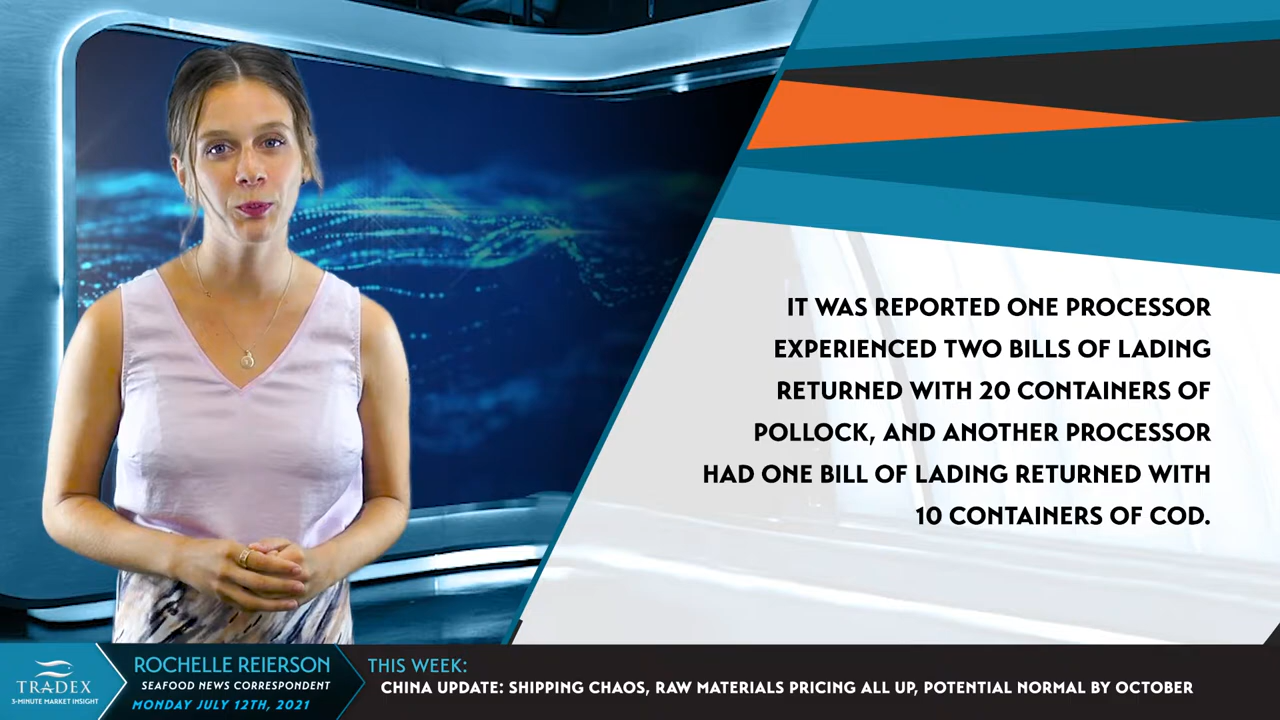 IT WAS REPORTED ONE PROCESSOR
EXPERIENCED TWO BILLS OF LADING
RETURNED WITH 20 CONTAINERS OF
POLLOCK, AND ANOTHER PROCESSOR
HAD ONE BILL OF LADING RETURNED WITH
10 CONTAINERS OF COD.
TRADEX
3-MINUTE MARKET INSIGHT
ROCHELLE REIERSON
SEAFOOD NEWS CORRESPONDENT
MONDAY JULY 12TH, 2021
THIS WEEK:
CHINA UPDATE: SHIPPING CHAOS, RAW MATERIALS PRICING ALL UP, POTENTIAL NORMAL BY OCTOBER